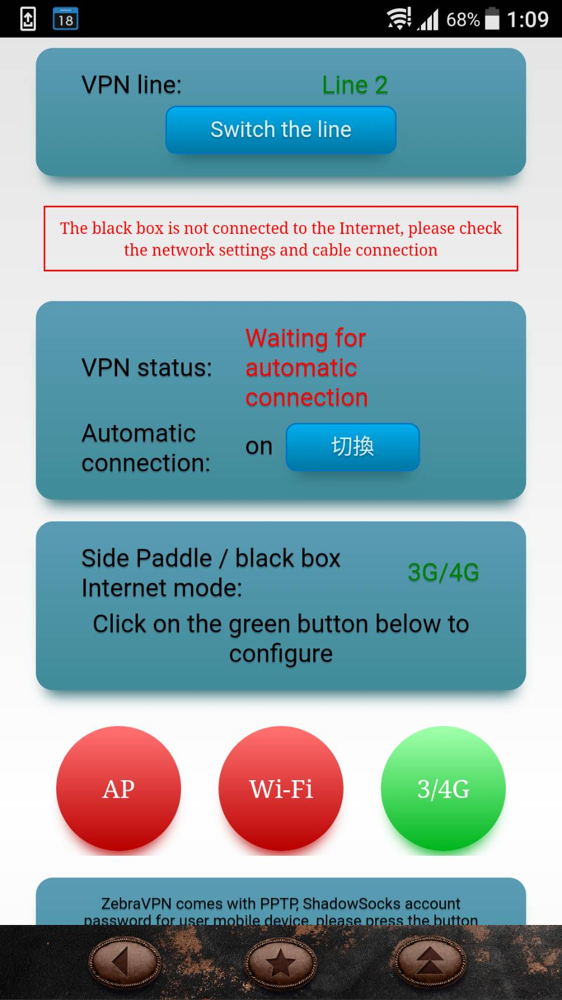 18
68%
1:09
VPN line:
Line 2
Switch the line
The black box is not connected to the Internet, please check
the network settings and cable connection
VPN status:
Waiting for
automatic
connection
Automatic
connection:
on
切換
Side Paddle / black box
Internet mode:
3G/4G
Click on the green button below to
configure
AP
Wi-Fi
3/4G
ZebraVPN comes with PPTP, ShadowSocks account
password for user mobile device, please press the button